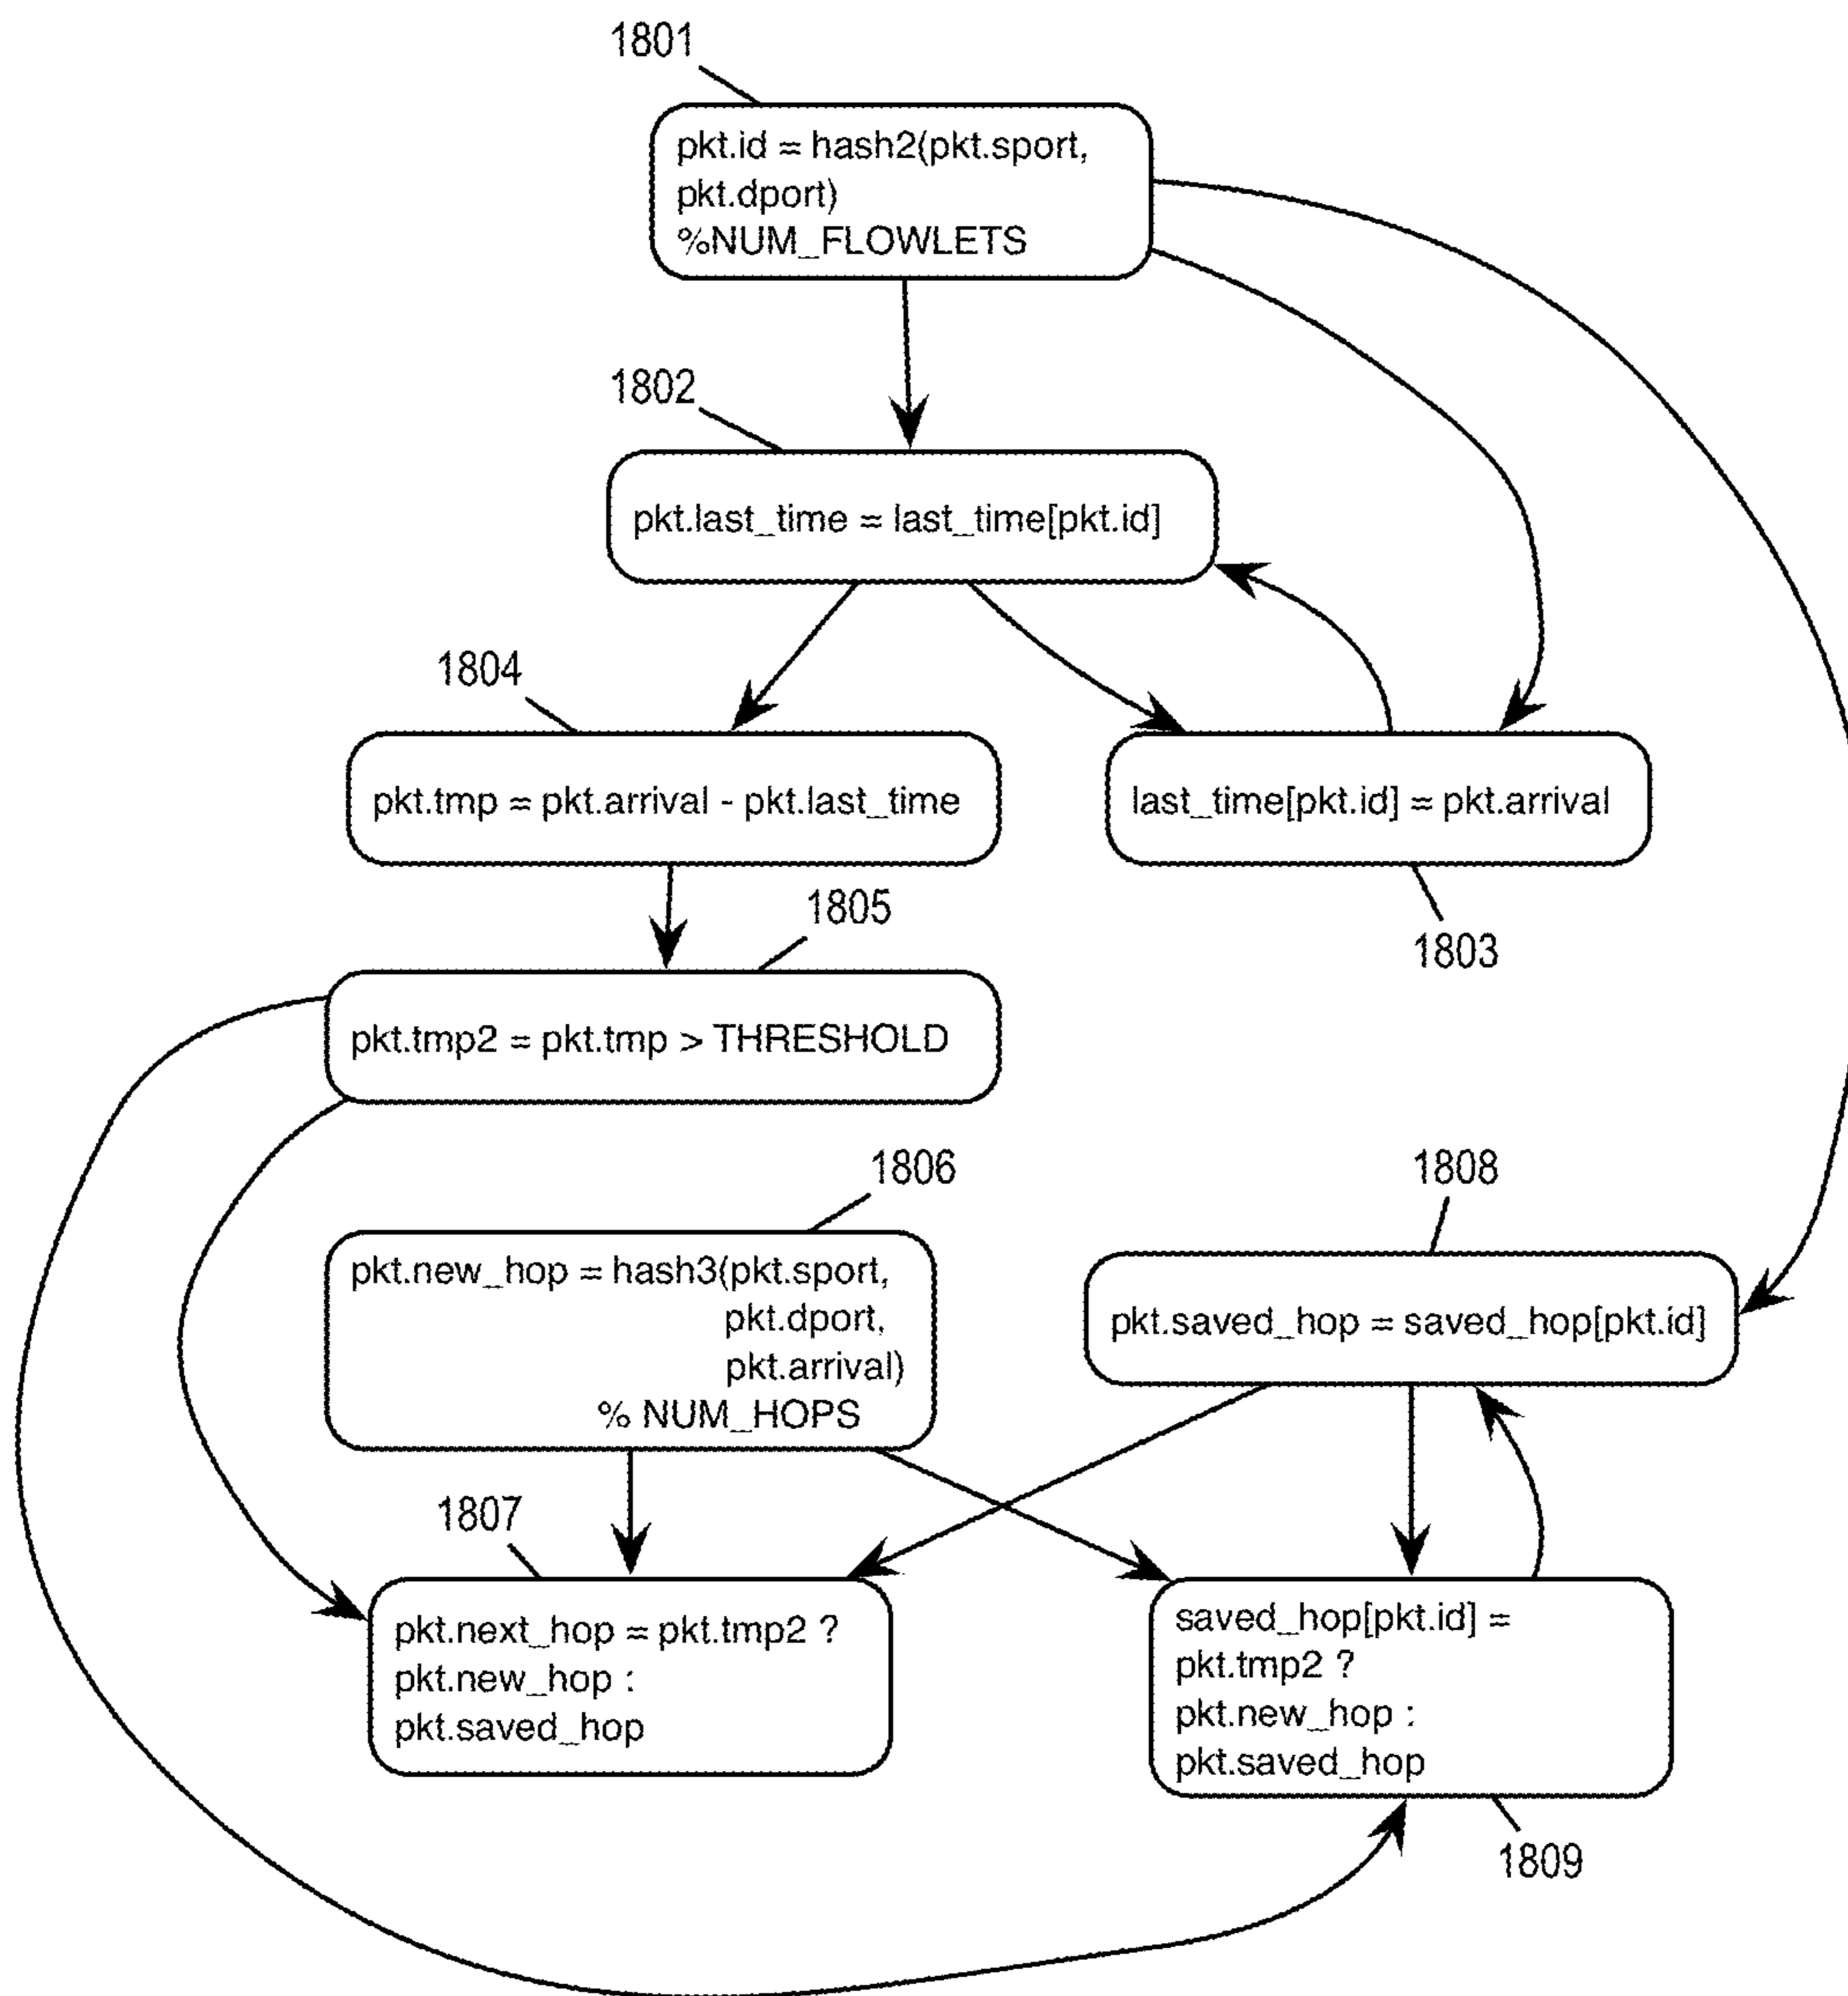 1801
pkt.id = hash2(pkt.sport,
pkt.dport)
%NUM_FLOWLETS
1802
pkt.last_time = last_time[pkt.id]
1804
pkt.tmp = pkt.arrival - pkt.last_time
last_time[pkt.id] = pkt.arrival
1803
1805
pkt.tmp2 = pkt.tmp > THRESHOLD
1806
pkt.new_hop = hash3(pkt.sport,
pkt.dport,
pkt.arrival)
% NUM_HOPS
1808
pkt.saved_hop = saved_hop[pkt.id]
1807
pkt.next_hop = pkt.tmp2 ?
pkt.new_hop :
pkt.saved_hop
saved_hop[pkt.id] =
pkt.tmp2 ?
pkt.new_hop :
pkt.saved_hop
1809